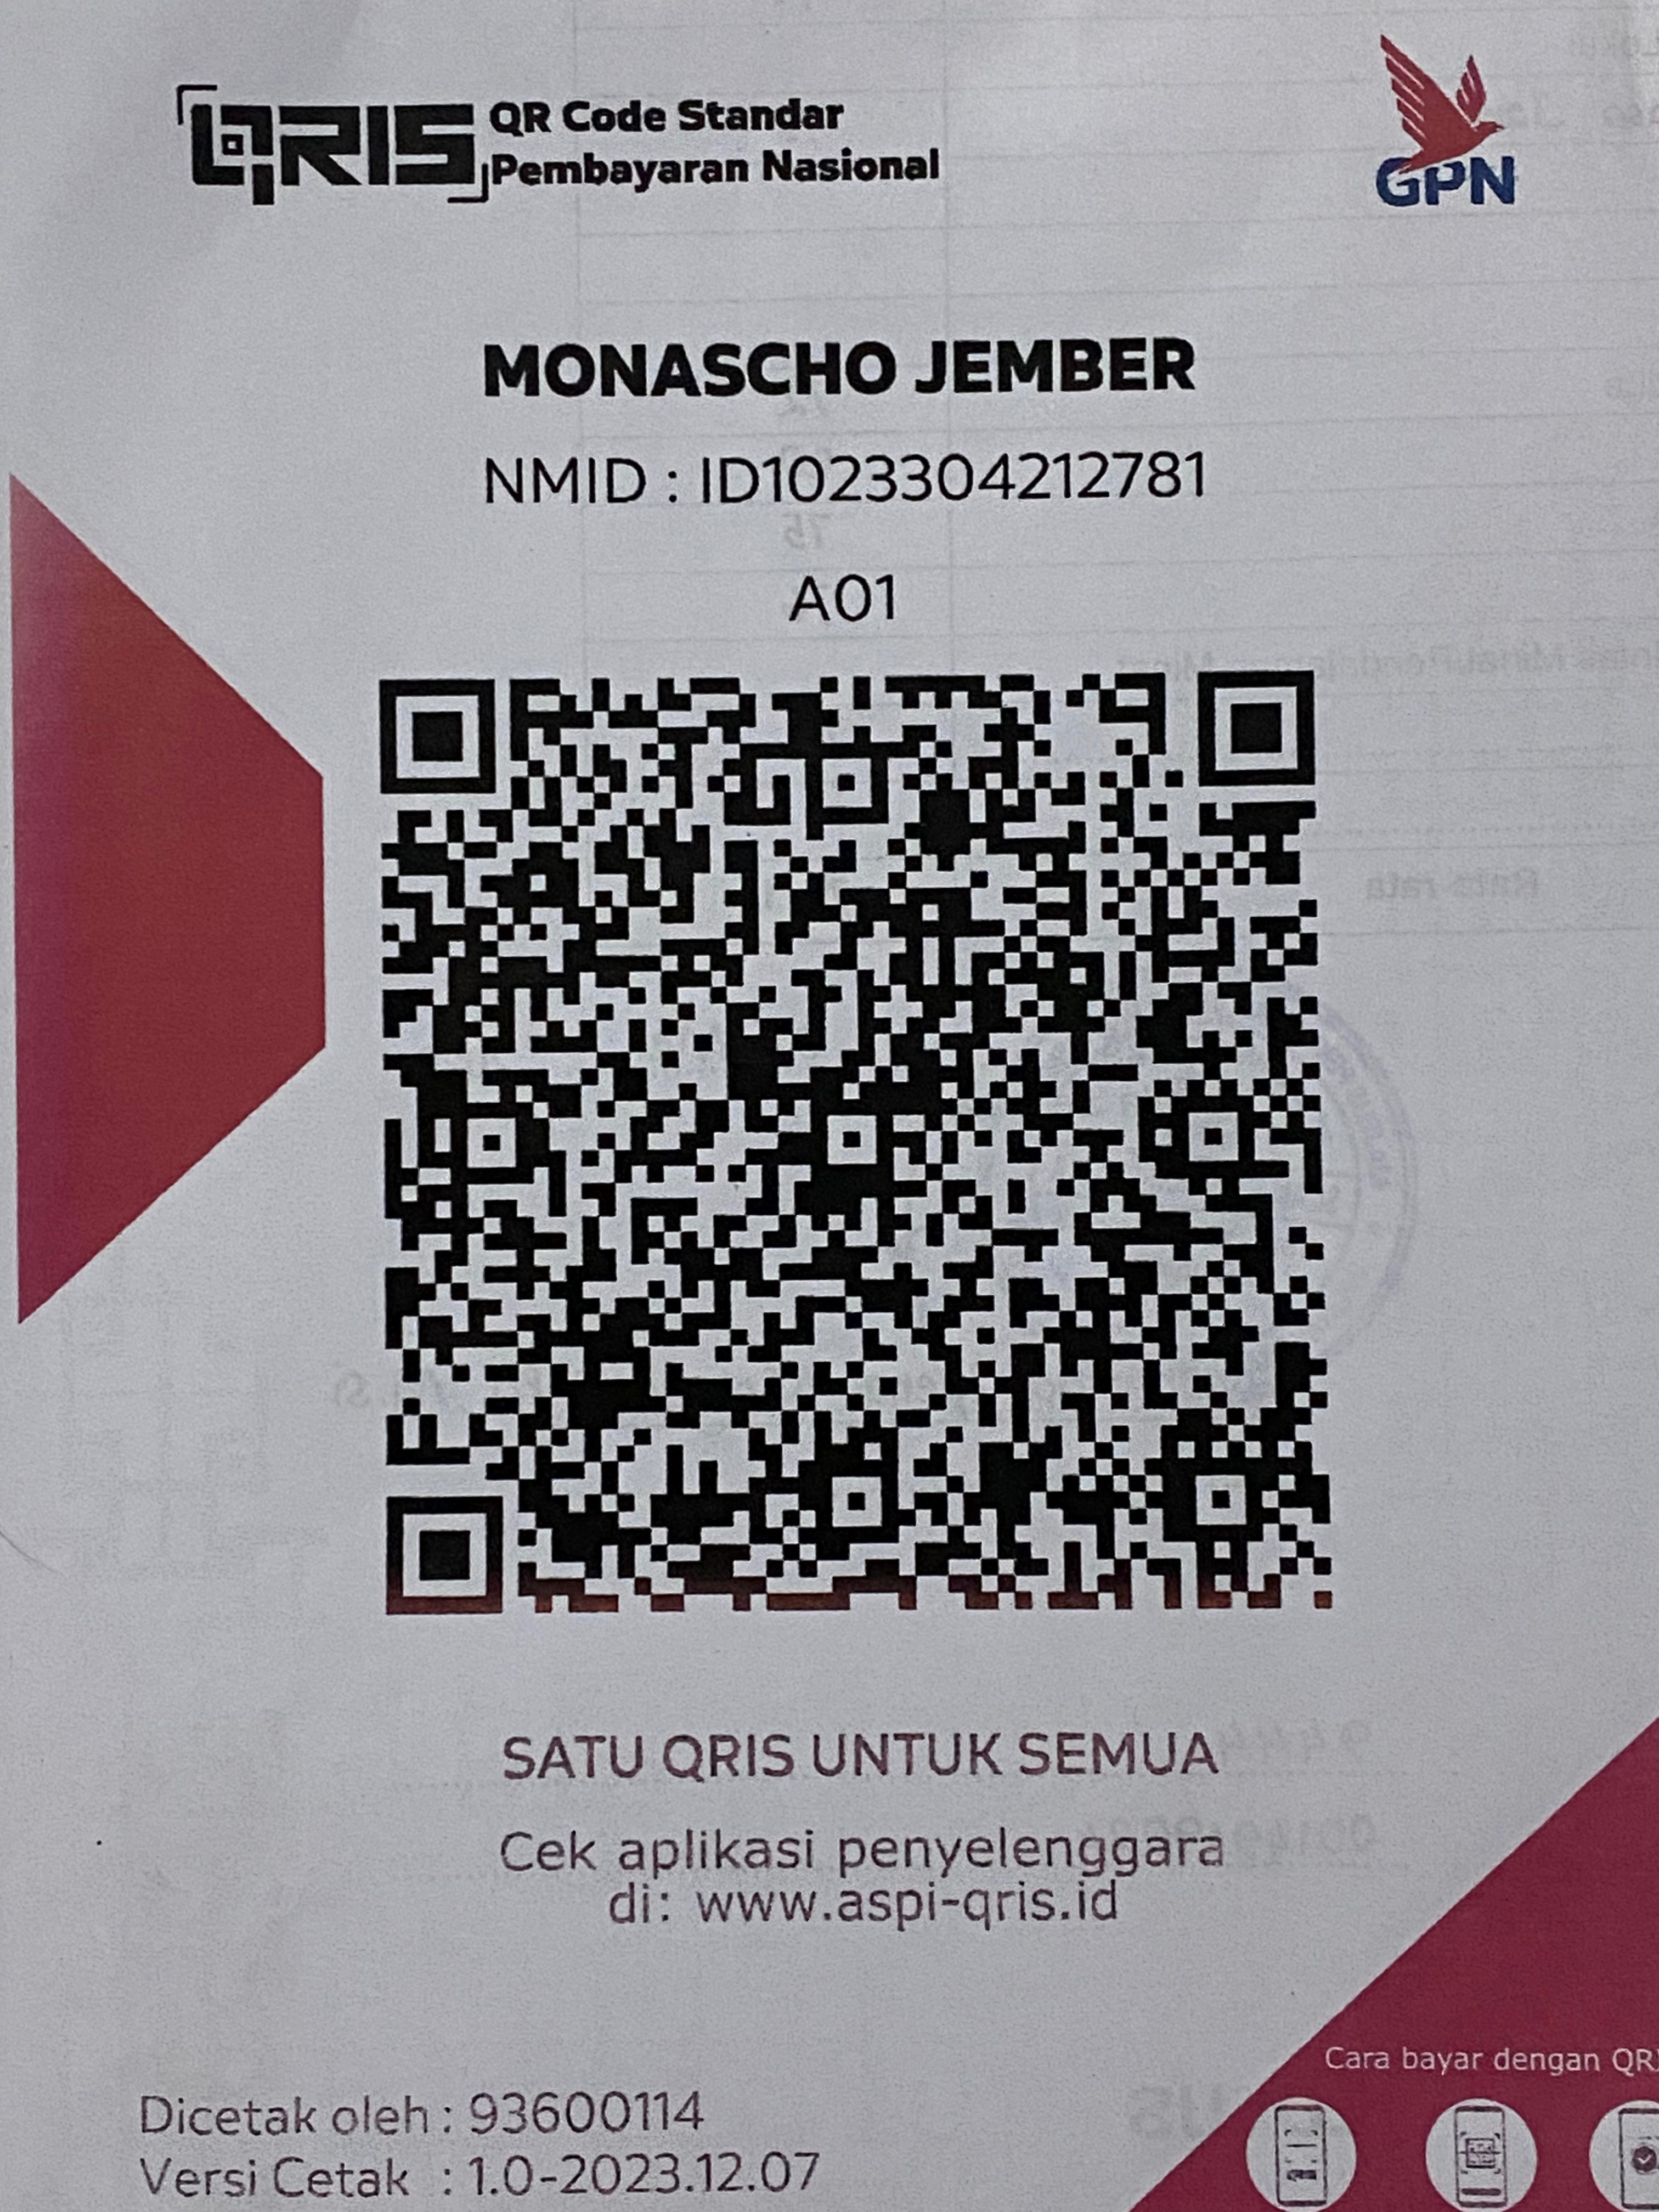 QRIS QR Code Standar
Pembayaran Nasional
GPN
MONASCHO JEMBER
NMID : ID1023304212781
A01
SATU QRIS UNTUK SEMUA
Cek aplikasi penyelenggara
di: www.aspi-qris.id
Cara bayar dengan QR
Dicetak oleh : 93600114
Versi Cetak : 1.0-2023.12.07